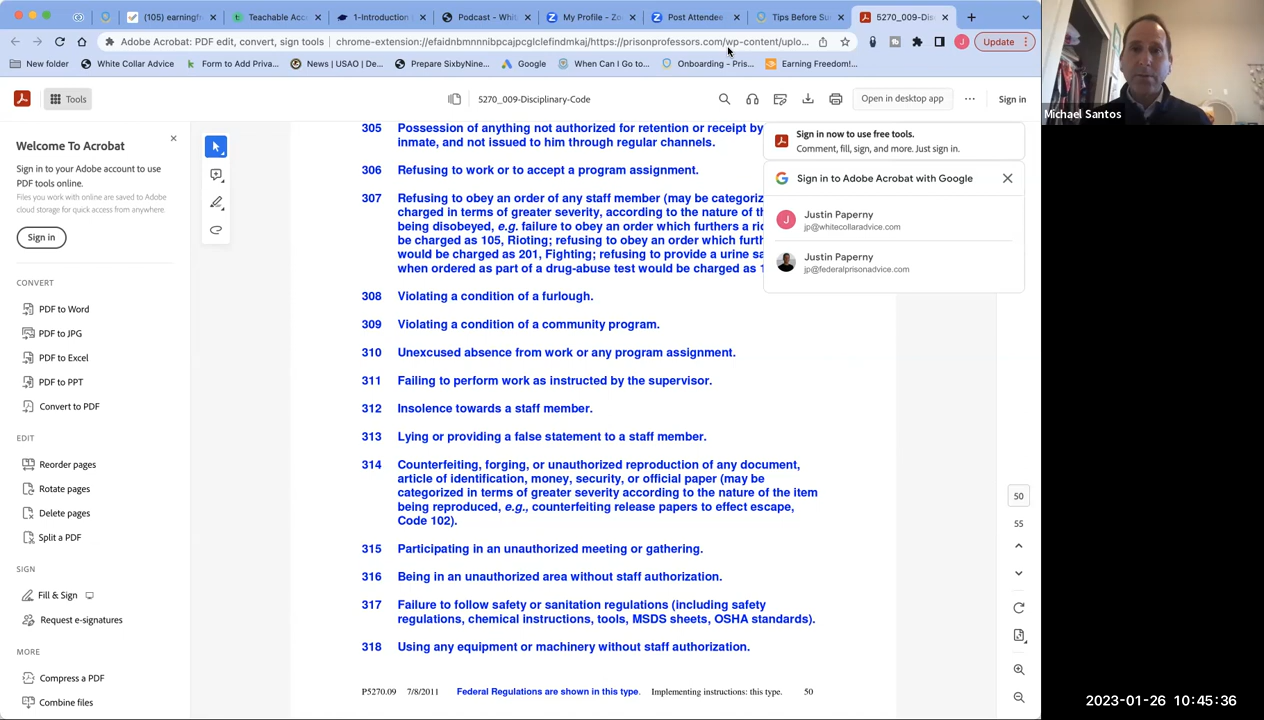 (105) earningfr
Teachable Acc
1-Introduction
Podcast - Whit
My Profile - Zo
Post Attendee
Tips Before Su
5270_009-Dis
Adobe Acrobat: PDF edit, convert, sign tools
chrome-extension://efaidnbmnnnibpcajpcglclefindmkaj/https://prisonprofessors.com/wp-content/uplo...
J
Update
New folder
White Collar Advice
Form to Add Priva...
News | USAO | De...
Prepare SixbyNine...
Google
When Can I Go to...
Onboarding - Pris...
Earning Freedom!...
Tools
5270_009-Disciplinary-Code
Open in desktop app
Sign in
Welcome To Acrobat
Sign in to your Adobe account to use
PDF tools online.
Files you work with online are saved to Adobe
cloud storage for quick access from anywhere.
Sign in
CONVERT
PDF to Word
PDF to JPG
PDF to Excel
PDF to PPT
Convert to PDF
EDIT
Reorder pages
Rotate pages
Delete pages
Split a PDF
SIGN
Fill & Sign
Request e-signatures
MORE
Compress a PDF
Combine files
305 Possession of anything not authorized for retention or receipt by
inmate, and not issued to him through regular channels.
306 Refusing to work or to accept a program assignment.
307 Refusing to obey an order of any staff member (may be categoriz
charged in terms of greater severity, according to the nature of th
being disobeyed, e.g. failure to obey an order which furthers a rio
be charged as 105, Rioting; refusing to obey an order which furth
would be charged as 201, Fighting; refusing to provide a urine sa
when ordered as part of a drug-abuse test would be charged as 1
308 Violating a condition of a furlough.
309 Violating a condition of a community program.
310 Unexcused absence from work or any program assignment.
311 Failing to perform work as instructed by the supervisor.
312 Insolence towards a staff member.
313 Lying or providing a false statement to a staff member.
314 Counterfeiting, forging, or unauthorized reproduction of any document,
article of identification, money, security, or official paper (may be
categorized in terms of greater severity according to the nature of the item
being reproduced, e.g., counterfeiting release papers to effect escape,
Code 102).
315 Participating in an unauthorized meeting or gathering.
316 Being in an unauthorized area without staff authorization.
317 Failure to follow safety or sanitation regulations (including safety
regulations, chemical instructions, tools, MSDS sheets, OSHA standards).
318 Using any equipment or machinery without staff authorization.
P5270.09 7/8/2011 Federal Regulations are shown in this type. Implementing instructions: this type. 50
Sign in now to use free tools.
Comment, fill, sign, and more. Just sign in.
Sign in to Adobe Acrobat with Google
J
Justin Paperny
jp@whitecollaradvice.com
Justin Paperny
jp@federalprisonadvice.com
50
55
Michael Santos
2023-01-26 10:45:36